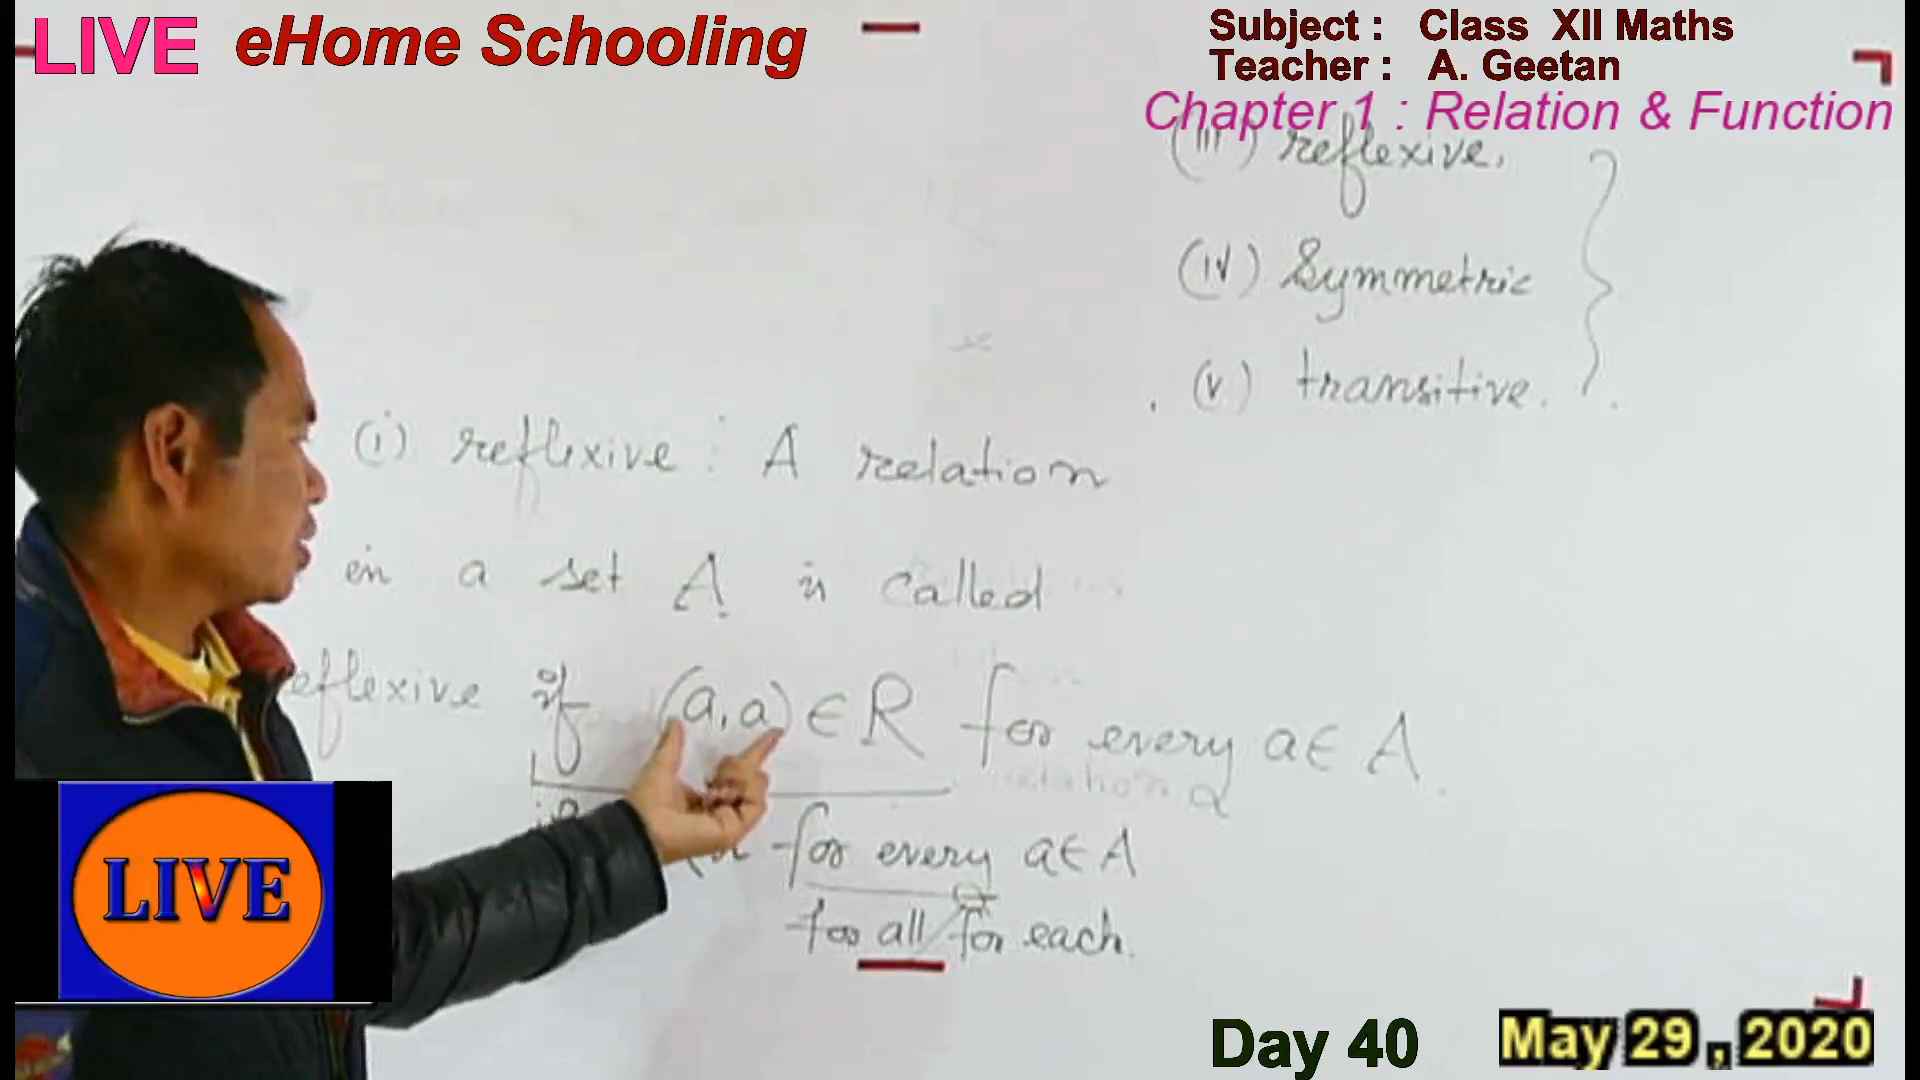 LIVE eHome Schooling
Subject : Class XII Maths
Teacher : A. Geetan
Chapter 1 : Relation & Function
(iii) reflexive,
(iv) Symmetric
(v) transitive.
(i) reflexive : A relation
in a set A is called
eflexive if (a,a) ∈ R for every a ∈ A.
relation
for every a ∈ A
for all / for each.
LIVE
Day 40 May 29 , 2020